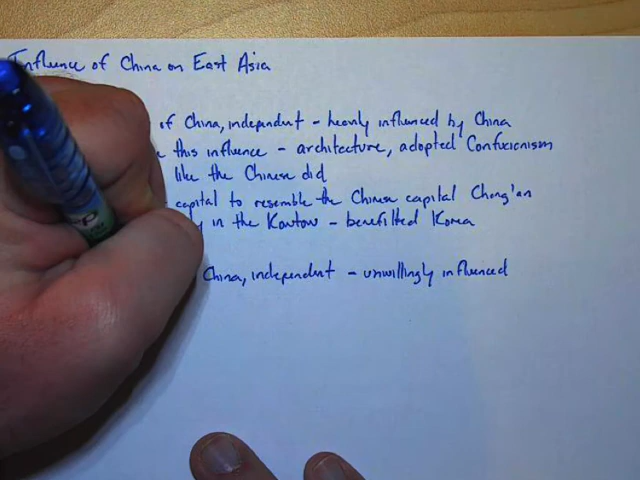 Influence of China on East Asia
of China, independent - heavily influenced by China
this influence - architecture, adopted Confucionism
like the Chinese did
capital to resemble the Chinese capital Chang'an
in the Kowtow - benefitted Korea
China, independent - unwillingly influenced